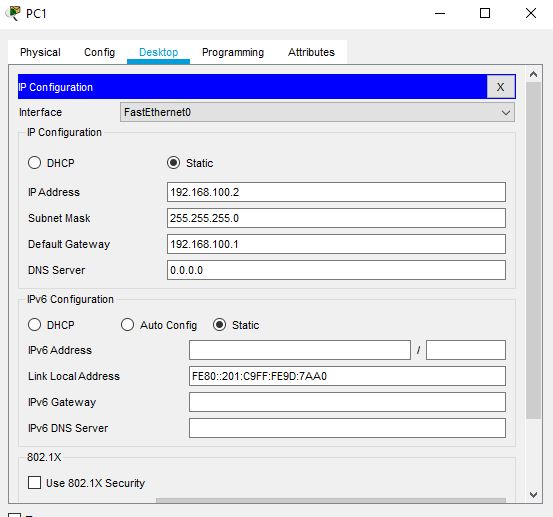 PC1
Physical Config Desktop Programming Attributes
IP Configuration X
Interface FastEthernet0
IP Configuration
DHCP Static
IP Address 192.168.100.2
Subnet Mask 255.255.255.0
Default Gateway 192.168.100.1
DNS Server 0.0.0.0
IPv6 Configuration
DHCP Auto Config Static
IPv6 Address /
Link Local Address FE80::201:C9FF:FE9D:7AA0
IPv6 Gateway
IPv6 DNS Server
802.1X
Use 802.1X Security